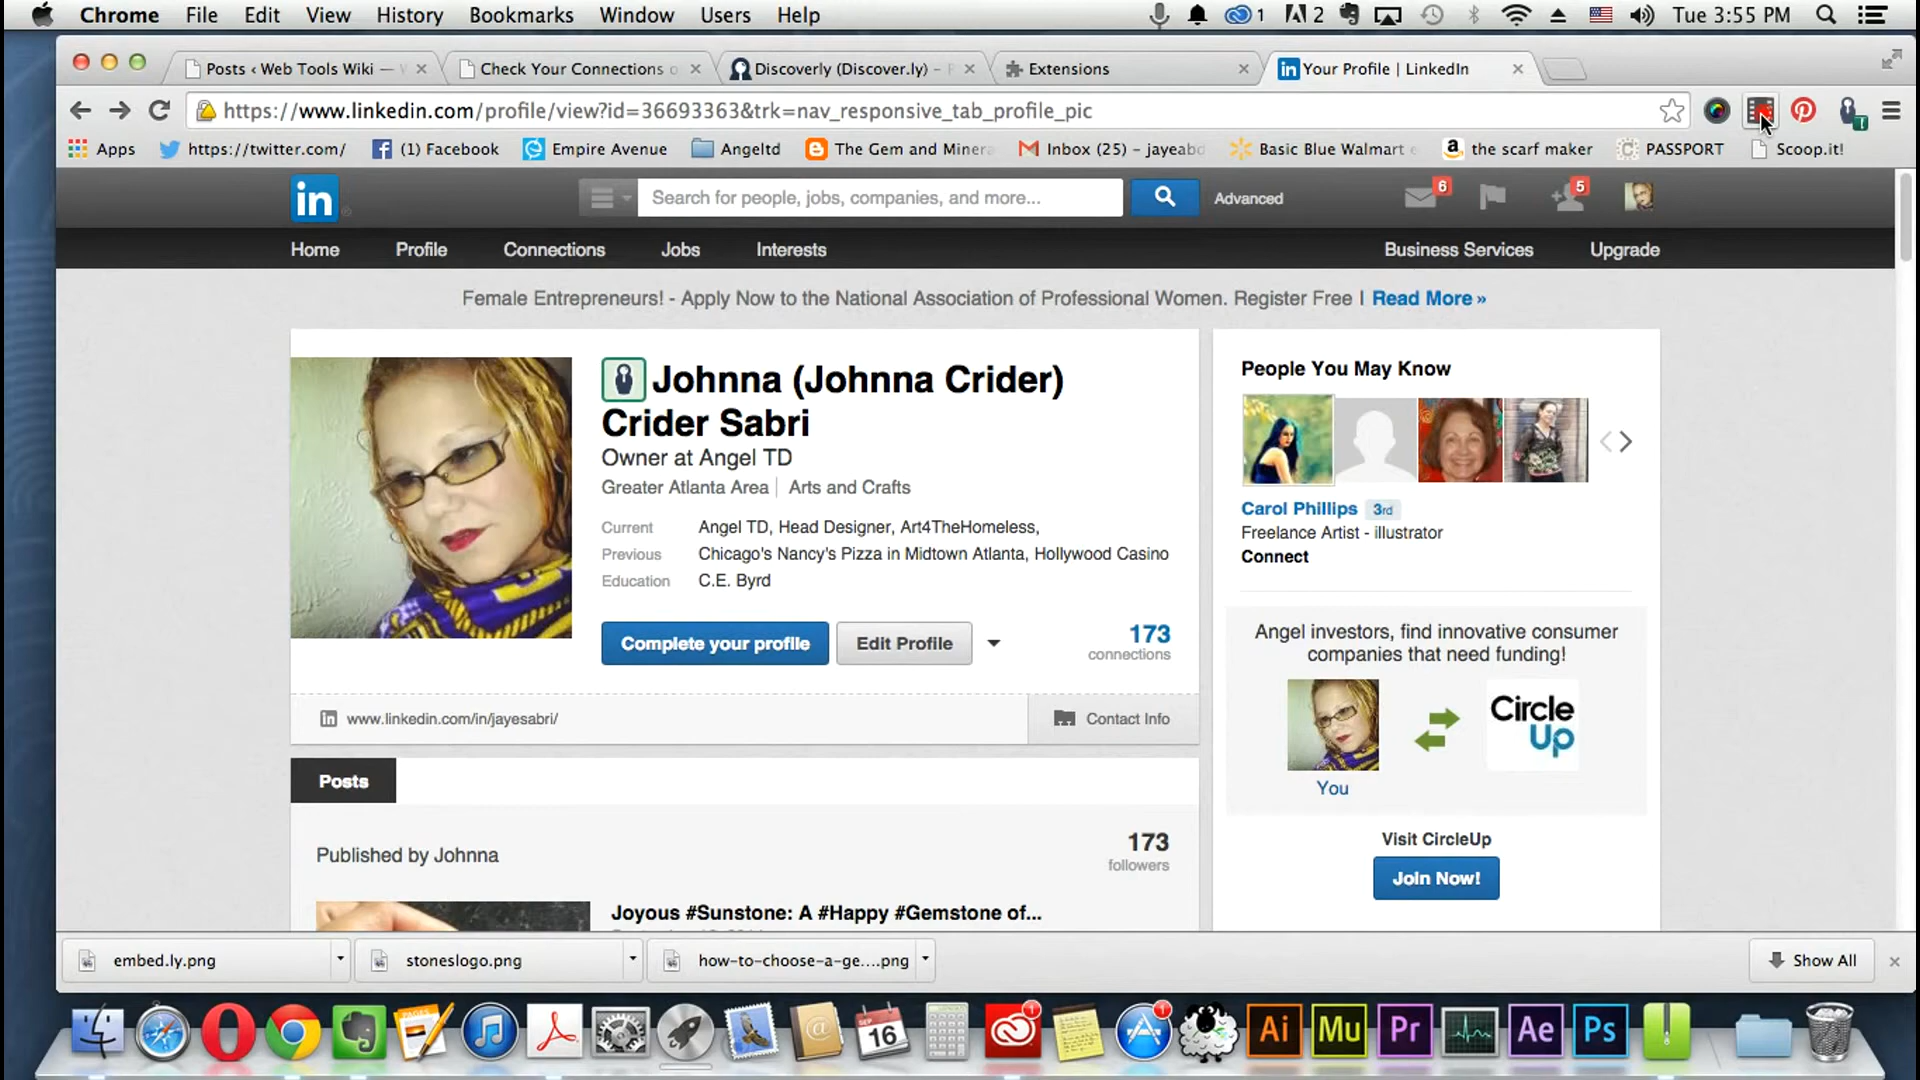 Chrome File Edit View History Bookmarks Window Users Help 1 2 Tue 3:55 PM
Posts ‹ Web Tools Wiki — Check Your Connections Discoverly (Discover.ly) – Extensions Your Profile | LinkedIn
https://www.linkedin.com/profile/view?id=36693363&trk=nav_responsive_tab_profile_pic
Apps https://twitter.com/ (1) Facebook Empire Avenue Angeltd The Gem and Minera Inbox (25) – jayeabd Basic Blue Walmart the scarf maker PASSPORT Scoop.it!
in Search for people, jobs, companies, and more... Advanced 6 5
Home Profile Connections Jobs Interests Business Services Upgrade
Female Entrepreneurs! - Apply Now to the National Association of Professional Women. Register Free | Read More »
Johnna (Johnna Crider)
Crider Sabri
Owner at Angel TD
Greater Atlanta Area Arts and Crafts
Current Angel TD, Head Designer, Art4TheHomeless,
Previous Chicago's Nancy's Pizza in Midtown Atlanta, Hollywood Casino
Education C.E. Byrd
Complete your profile Edit Profile 173
connections
www.linkedin.com/in/jayesabri/ Contact Info
Posts
Published by Johnna 173
followers
Joyous #Sunstone: A #Happy #Gemstone of...
People You May Know
Carol Phillips 3rd
Freelance Artist - illustrator
Connect
Angel investors, find innovative consumer
companies that need funding!
Circle
Up
You
Visit CircleUp
Join Now!
embed.ly.png stoneslogo.png how-to-choose-a-ge....png Show All
PAGES SEP 16 1 1 Ai Mu Pr Ae Ps